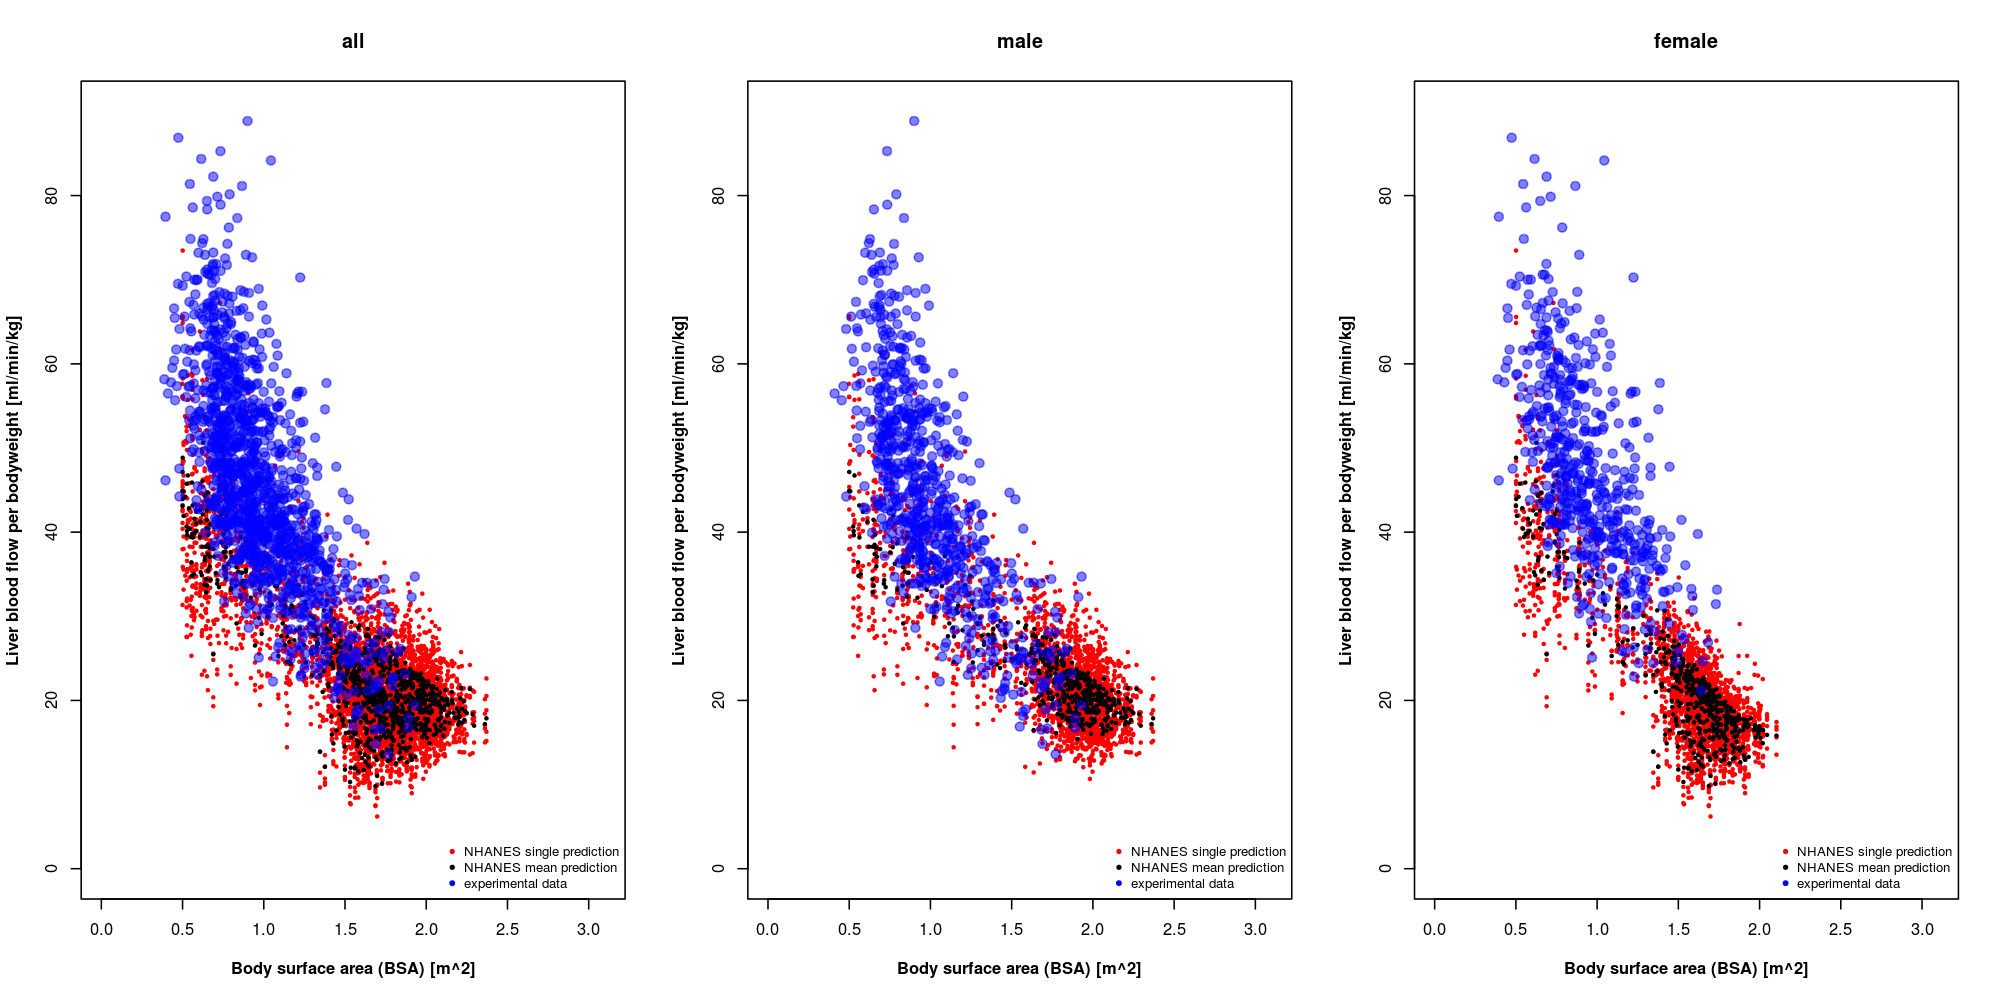 all
male
female
Liver blood flow per bodyweight [ml/min/kg]
0
20
40
60
80
0.0 0.5 1.0 1.5 2.0 2.5 3.0
Body surface area (BSA) [m^2]
NHANES single prediction
NHANES mean prediction
experimental data
Liver blood flow per bodyweight [ml/min/kg]
0
20
40
60
80
0.0 0.5 1.0 1.5 2.0 2.5 3.0
Body surface area (BSA) [m^2]
NHANES single prediction
NHANES mean prediction
experimental data
Liver blood flow per bodyweight [ml/min/kg]
0
20
40
60
80
0.0 0.5 1.0 1.5 2.0 2.5 3.0
Body surface area (BSA) [m^2]
NHANES single prediction
NHANES mean prediction
experimental data